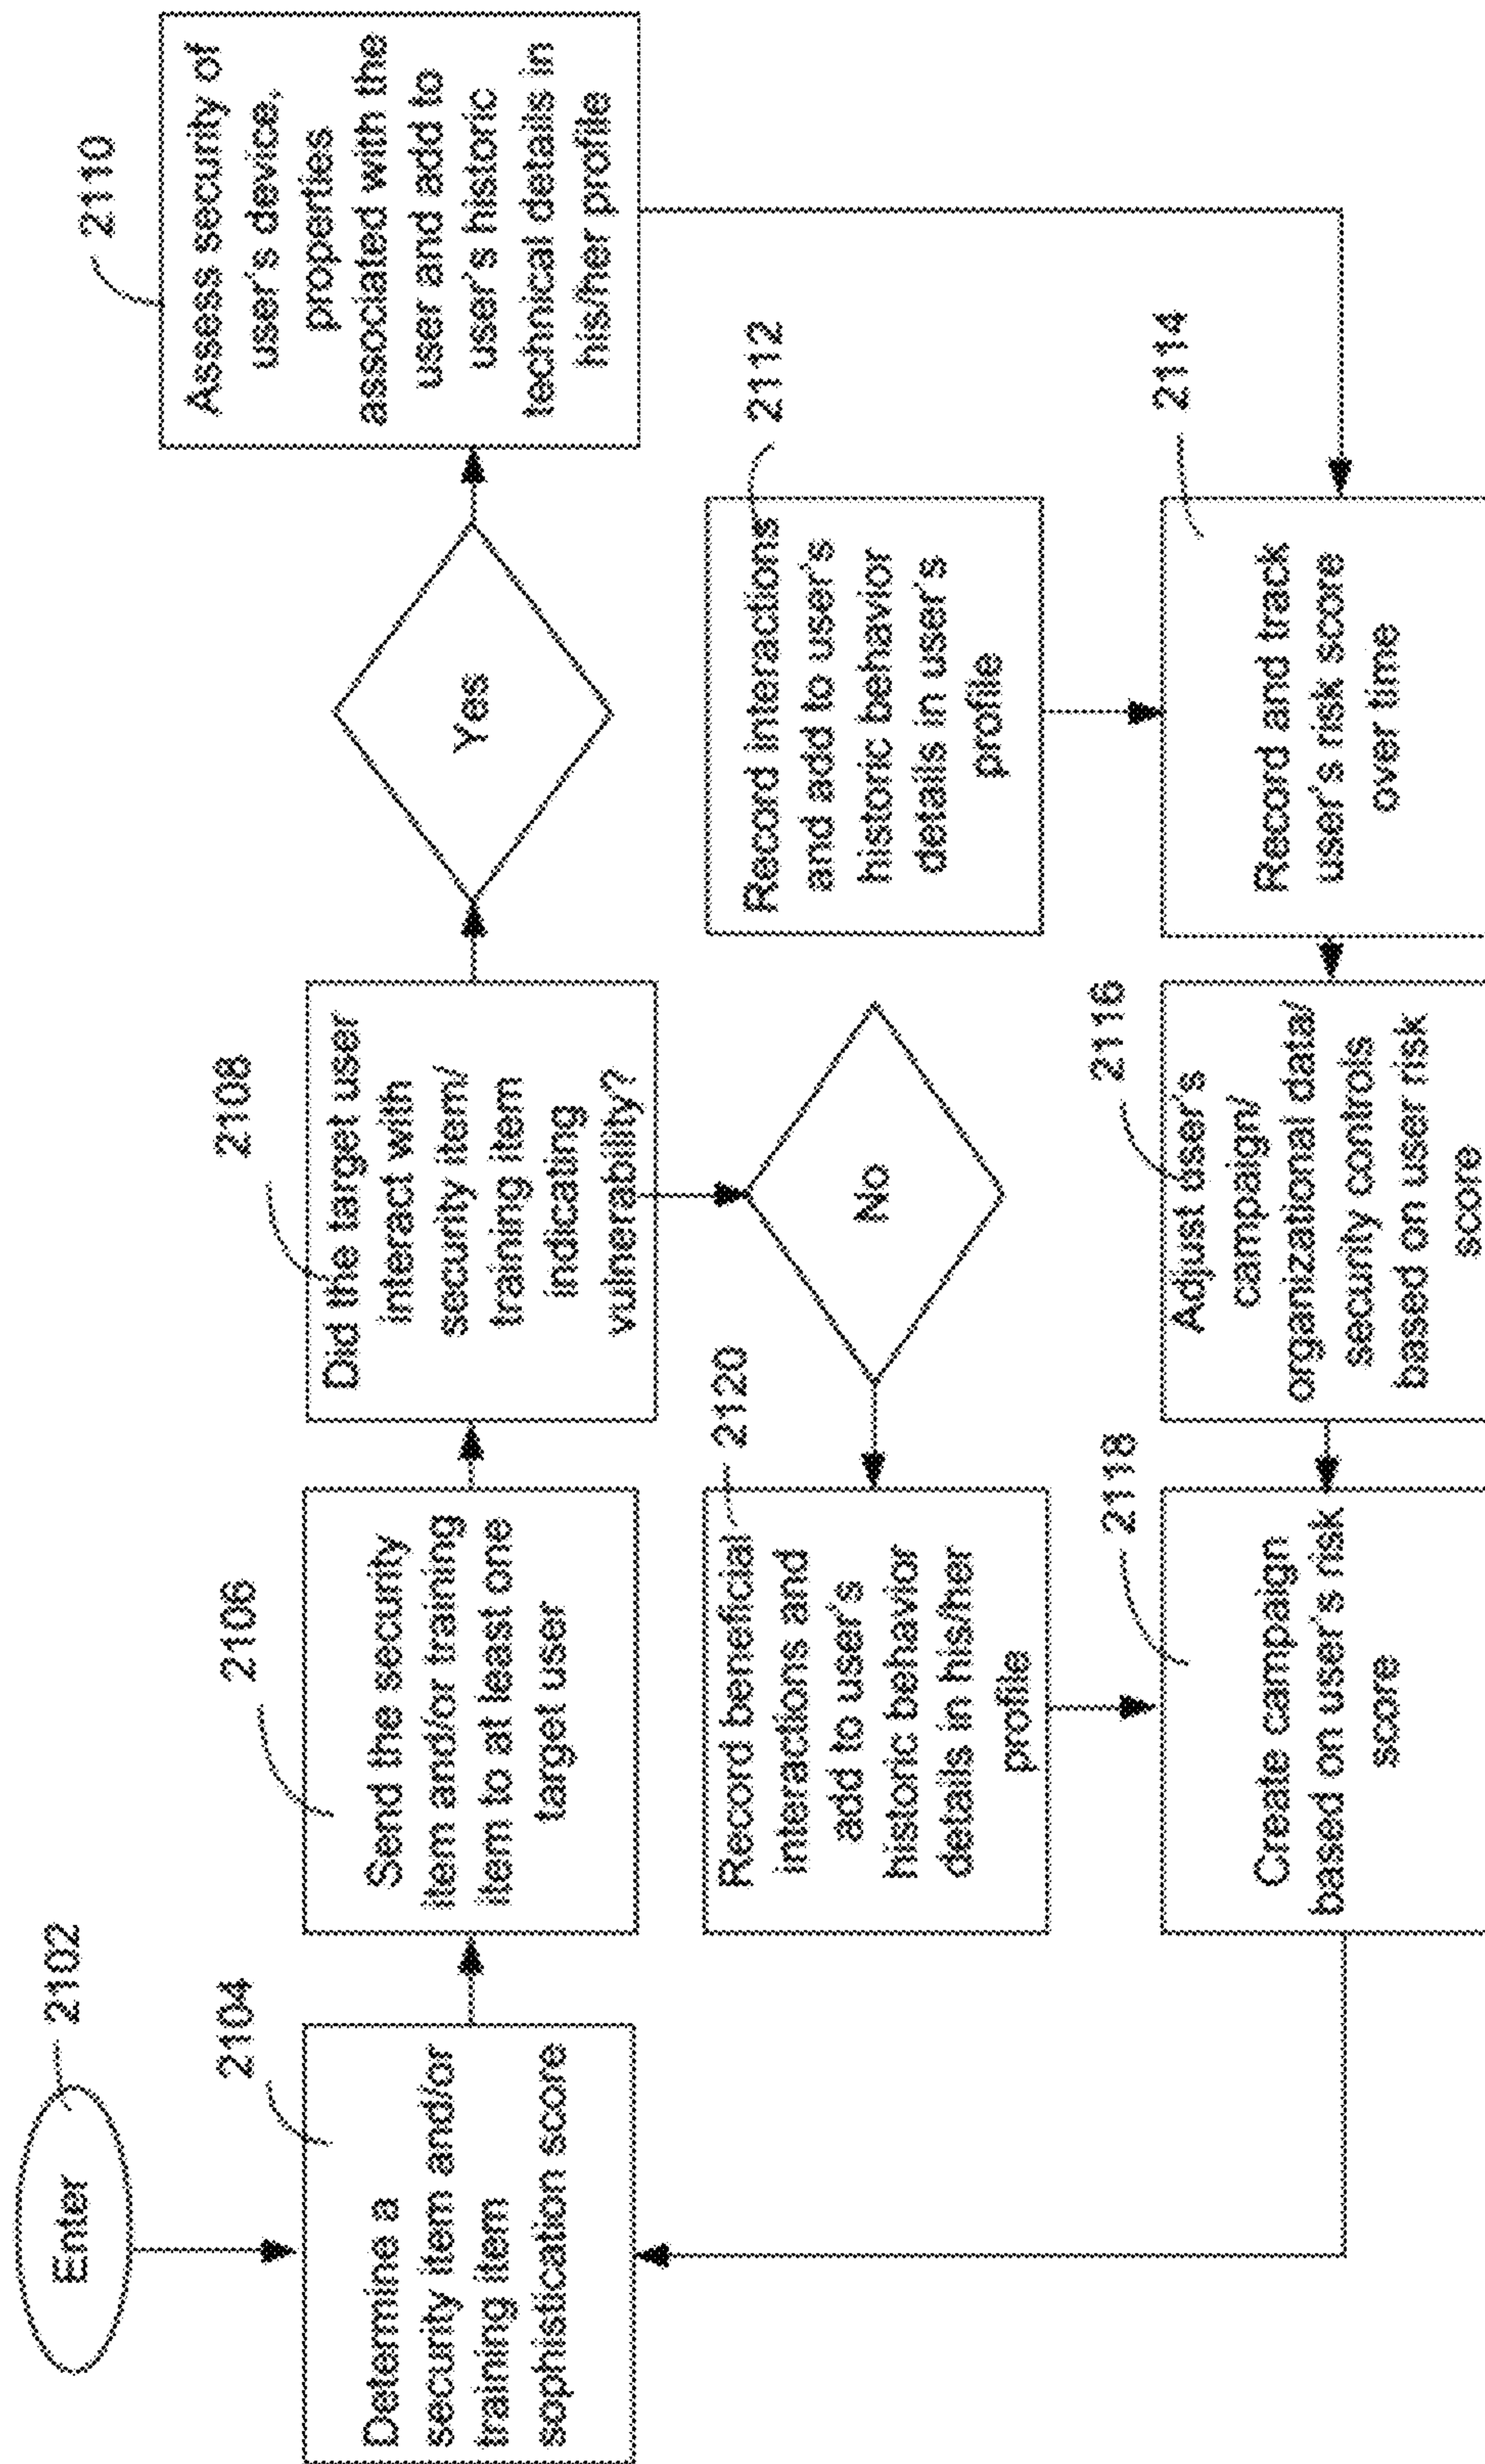 Enter
2102
2104
Determine a
security item and/or
training item
sophistication score
2106
Send the security
item and/or training
item to at least one
target user
2108
Did the target user
interact with
security item/
training item
indicating
vulnerability?
Yes
2110
Assess security of
user's device,
properties
associated with the
user and add to
user's historic
technical details in
his/her profile
2120
Record beneficial
interactions and
add to user's
historic behavior
details in his/her
profile
No
2112
Record interactions
and add to user's
historic behavior
details in user's
profile
2118
Create campaign
based on user's risk
score
2116
Adjust user's
campaign/
organizational data/
security controls
based on user risk
score
2114
Record and track
user's risk score
over time